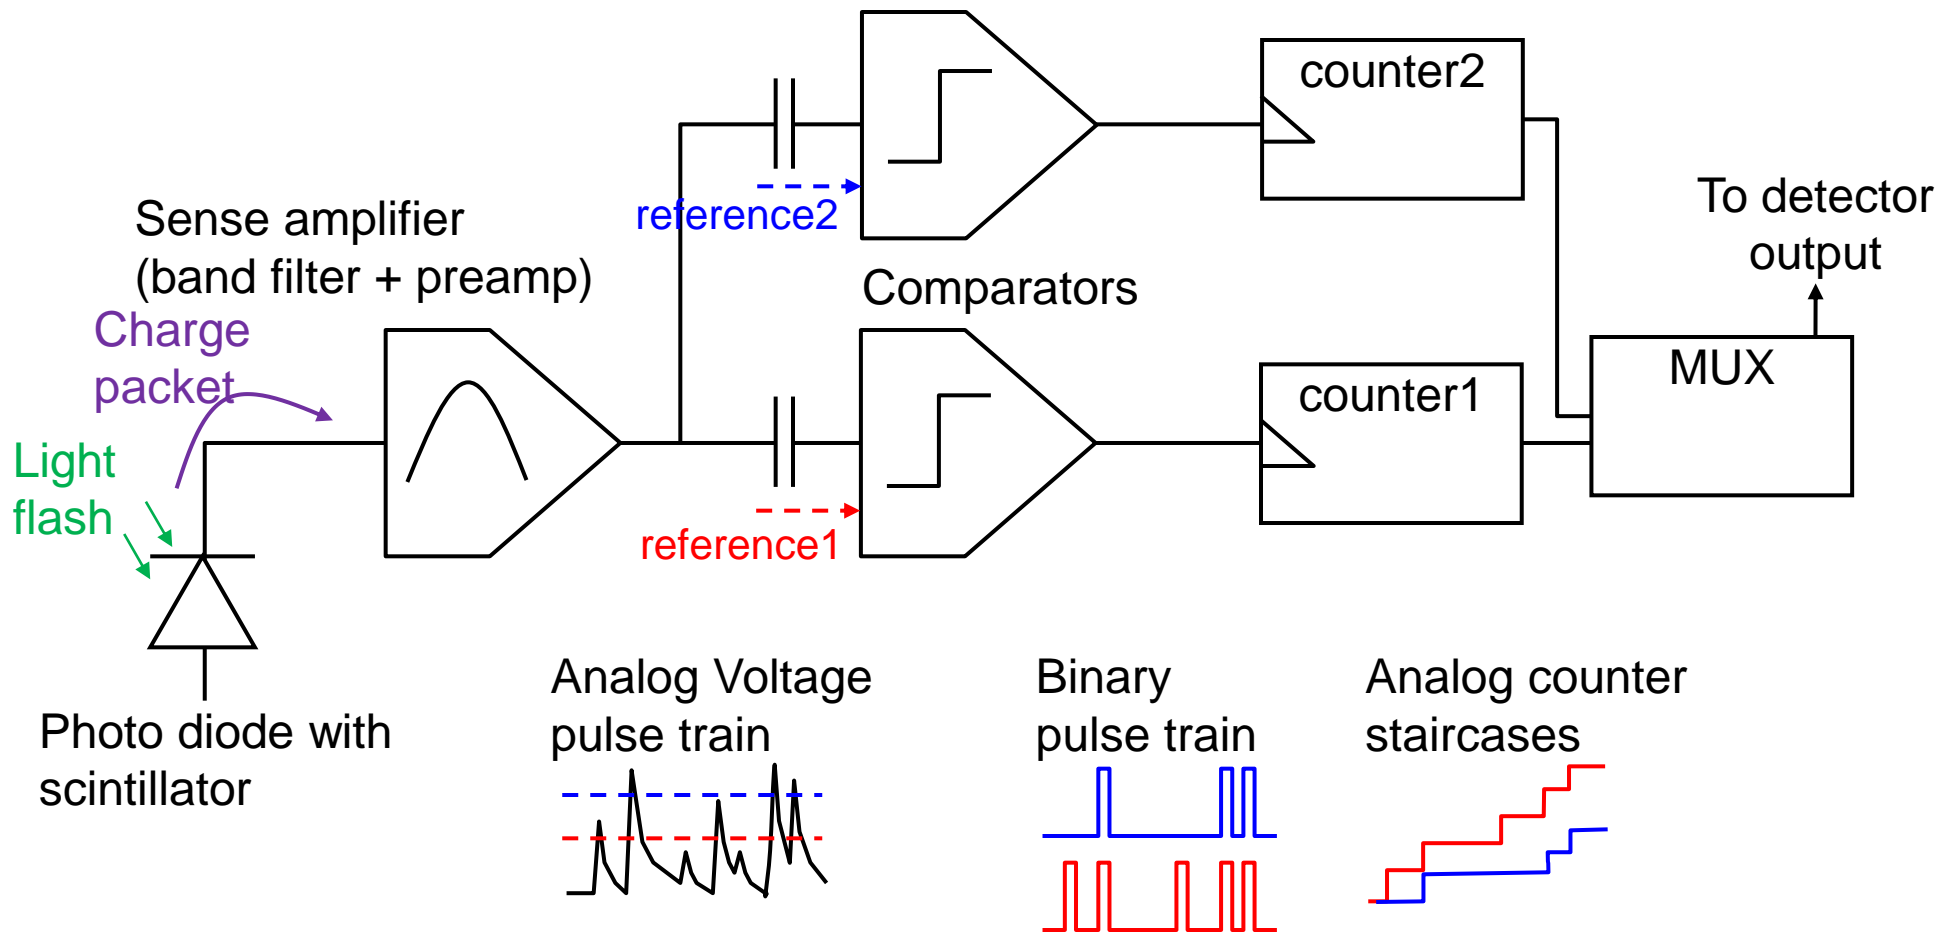 counter2
To detector
output
Sense amplifier
(band filter + preamp)
reference2
Comparators
Charge
packet
MUX
counter1
Light
flash
reference1
Photo diode with
scintillator
Analog Voltage
pulse train
Binary
pulse train
Analog counter
staircases